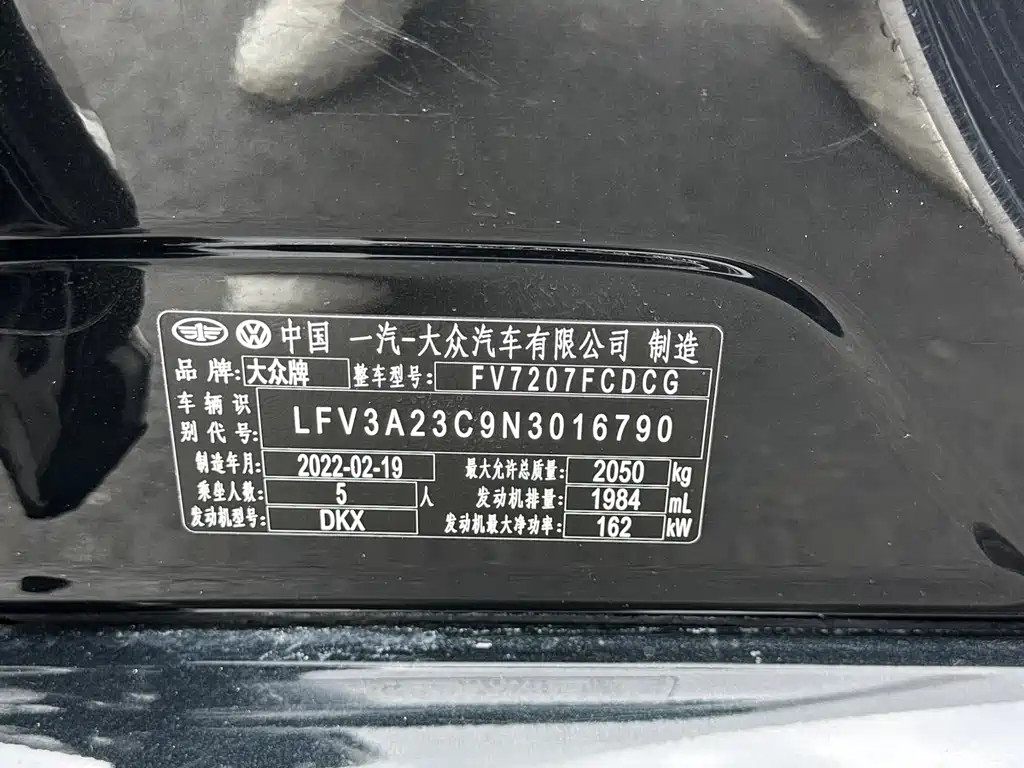 中国 一汽-大众汽车有限公司 制造
品牌: 大众牌 整车型号: FV7207FCDCG
车辆识别代号: LFV3A23C9N3016790
制造年月: 2022-02-19 最大允许总质量: 2050 kg
乘坐人数: 5 人 发动机排量: 1984 mL
发动机型号: DKX 发动机最大净功率: 162 kW